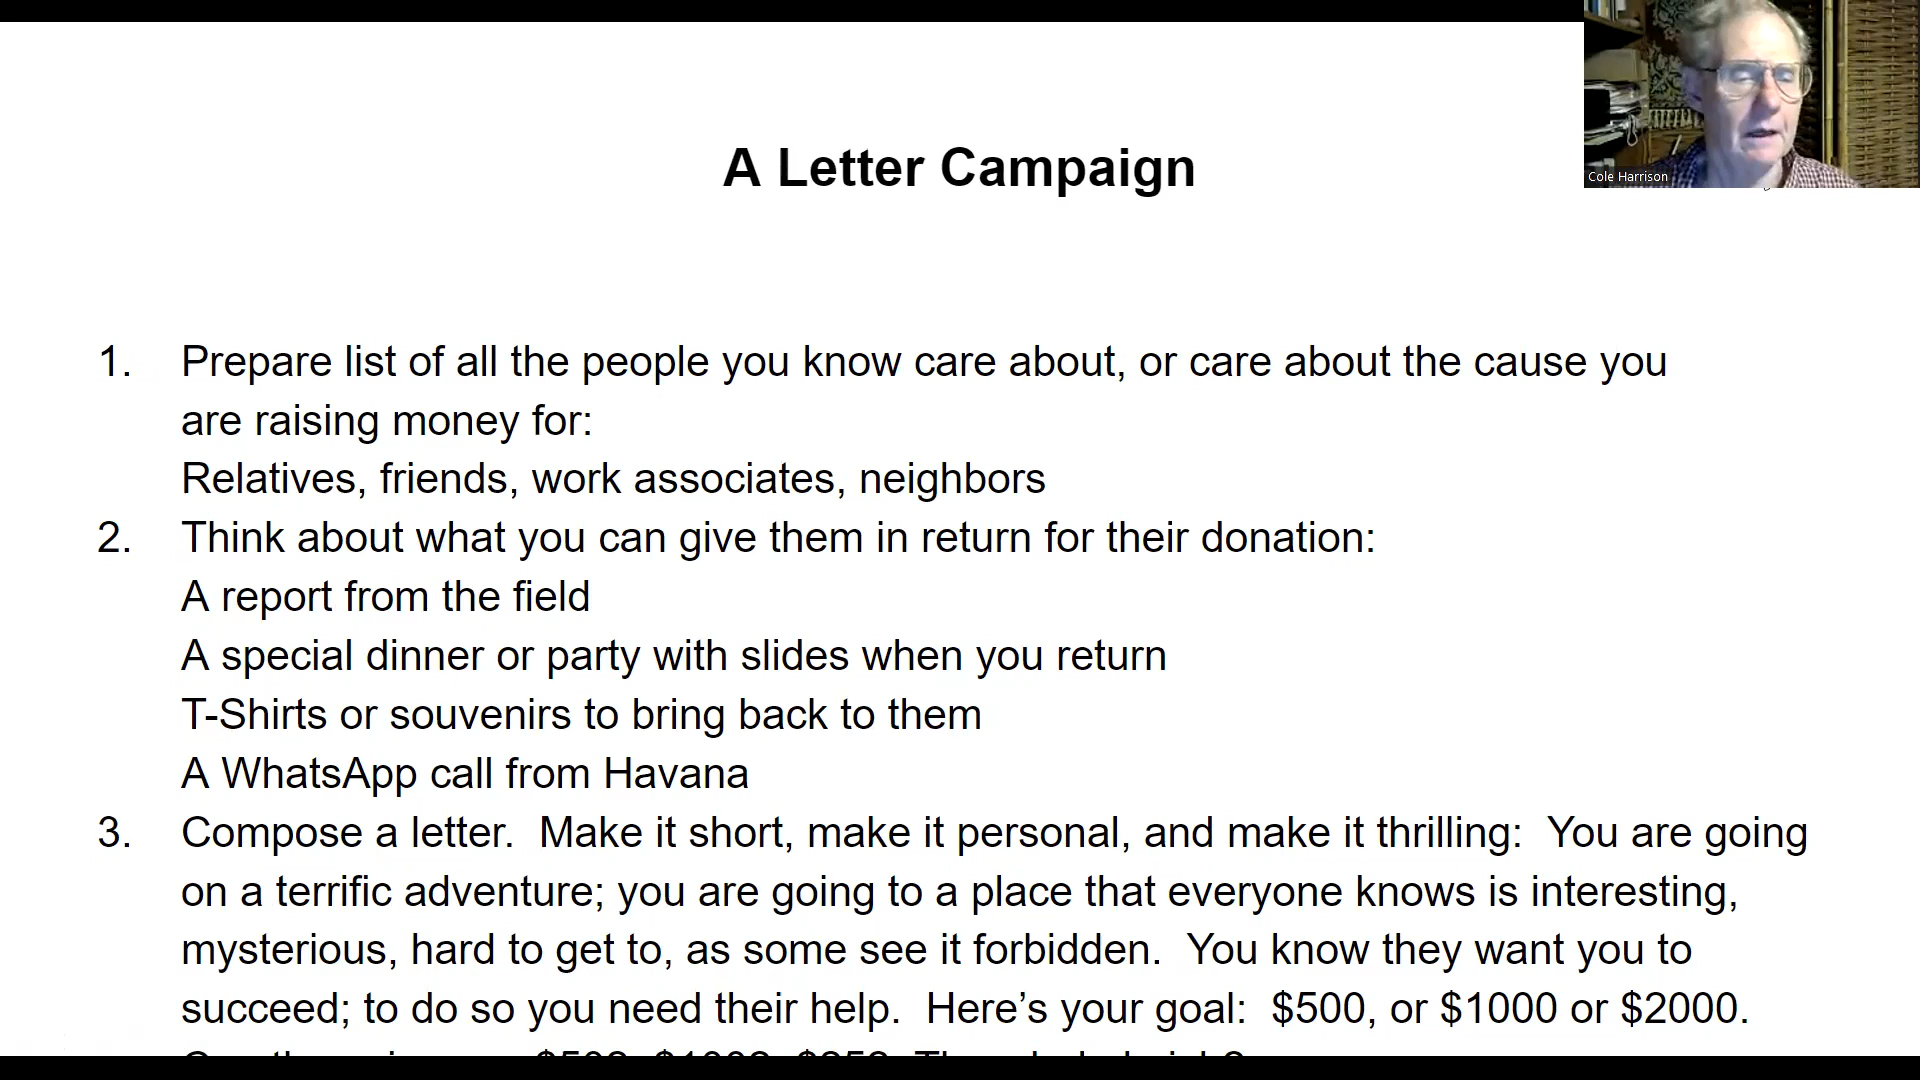 A Letter Campaign
Cole Harrison
1. Prepare list of all the people you know care about, or care about the cause you
are raising money for:
Relatives, friends, work associates, neighbors
2. Think about what you can give them in return for their donation:
A report from the field
A special dinner or party with slides when you return
T-Shirts or souvenirs to bring back to them
A WhatsApp call from Havana
3. Compose a letter.  Make it short, make it personal, and make it thrilling:  You are going
on a terrific adventure; you are going to a place that everyone knows is interesting,
mysterious, hard to get to, as some see it forbidden.  You know they want you to
succeed; to do so you need their help.  Here’s your goal:  $500, or $1000 or $2000.